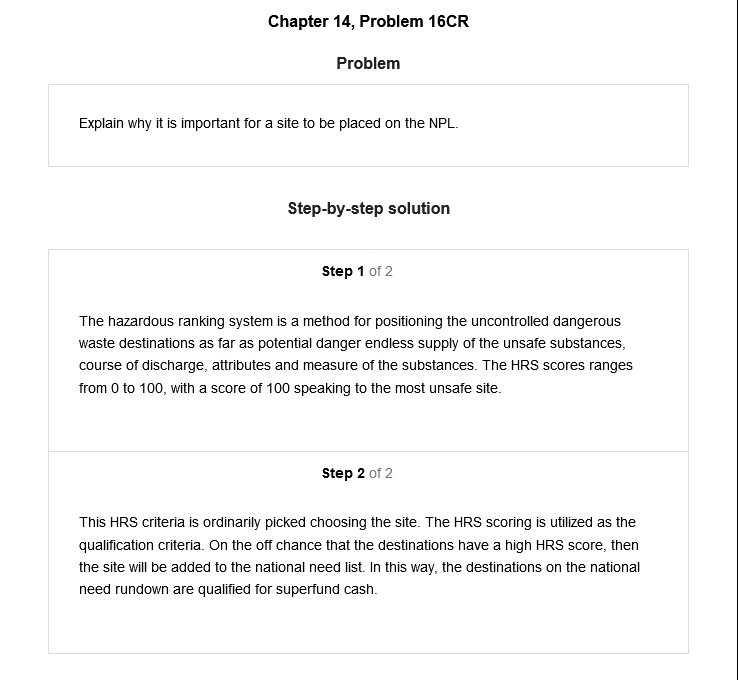 Chapter 14, Problem 16CR
Problem
Explain why it is important for a site to be placed on the NPL.
Step-by-step solution
Step 1 of 2
The hazardous ranking system is a method for positioning the uncontrolled dangerous
waste destinations as far as potential danger endless supply of the unsafe substances,
course of discharge, attributes and measure of the substances. The HRS scores ranges
from 0 to 100, with a score of 100 speaking to the most unsafe site.
Step 2 of 2
This HRS criteria is ordinarily picked choosing the site. The HRS scoring is utilized as the
qualification criteria. On the off chance that the destinations have a high HRS score, then
the site will be added to the national need list. In this way, the destinations on the national
need rundown are qualified for superfund cash.